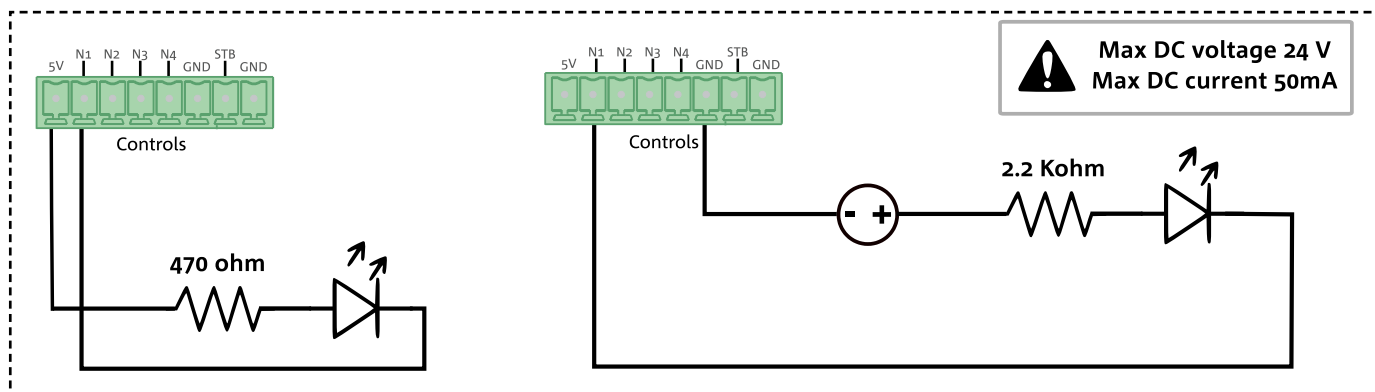 5V N1 N2 N3 N4 GND STB GND
Controls
470 ohm
5V N1 N2 N3 N4 GND STB GND
Controls
- +
2.2 Kohm
Max DC voltage 24 V
Max DC current 50mA